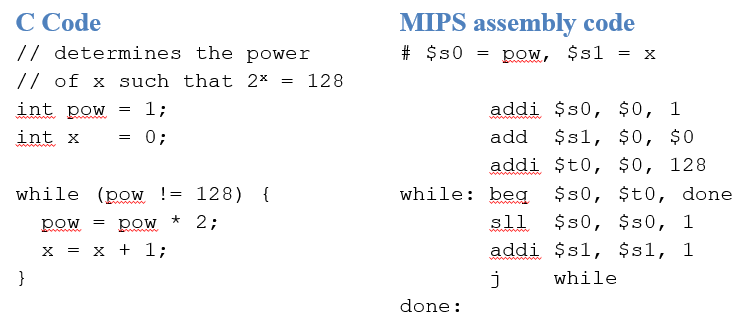 C Code
// determines the power
// of x such that 2ˣ = 128
int pow = 1;
int x   = 0;
while (pow != 128) {
  pow = pow * 2;
  x = x + 1;
}
MIPS assembly code
# $s0 = pow, $s1 = x
       addi $s0, $0, 1
       add  $s1, $0, $0
       addi $t0, $0, 128
while: beq  $s0, $t0, done
       sll  $s0, $s0, 1
       addi $s1, $s1, 1
       j    while
done: